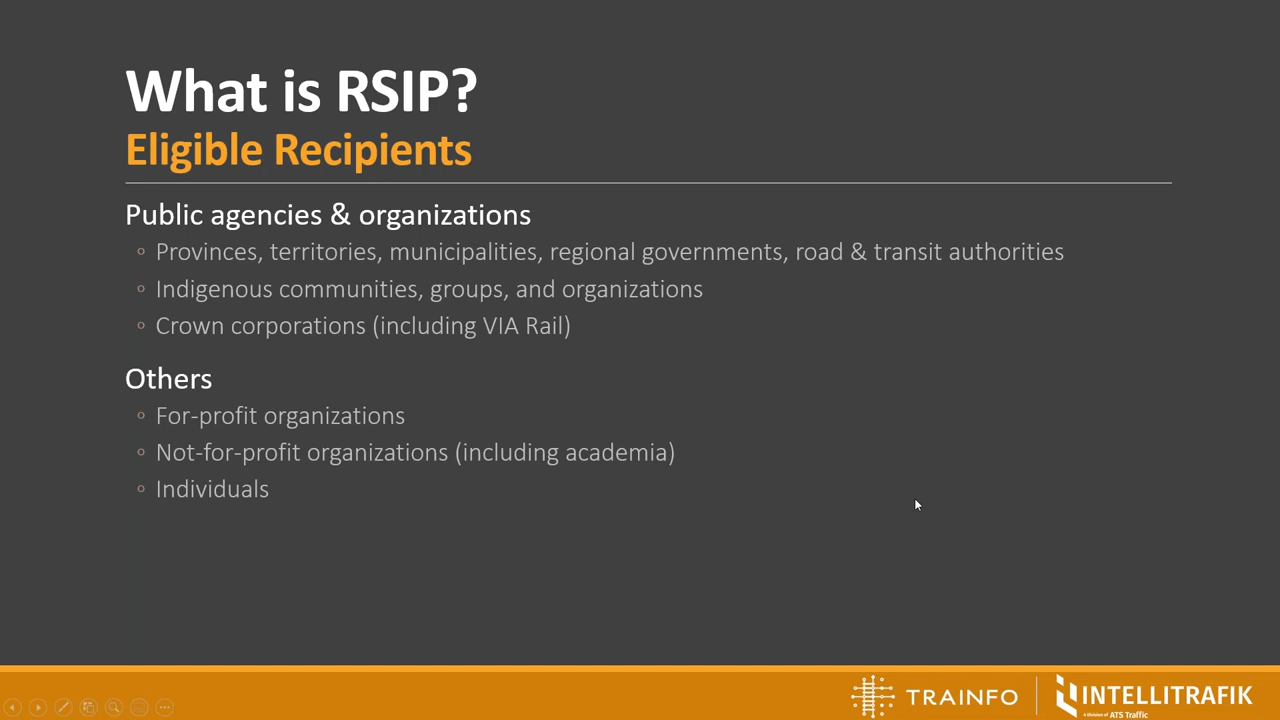 What is RSIP?
Eligible Recipients
Public agencies & organizations
Provinces, territories, municipalities, regional governments, road & transit authorities
Indigenous communities, groups, and organizations
Crown corporations (including VIA Rail)
Others
For-profit organizations
Not-for-profit organizations (including academia)
Individuals
TRAINFO
INTELLITRAFIK
A Division of ATS Traffic